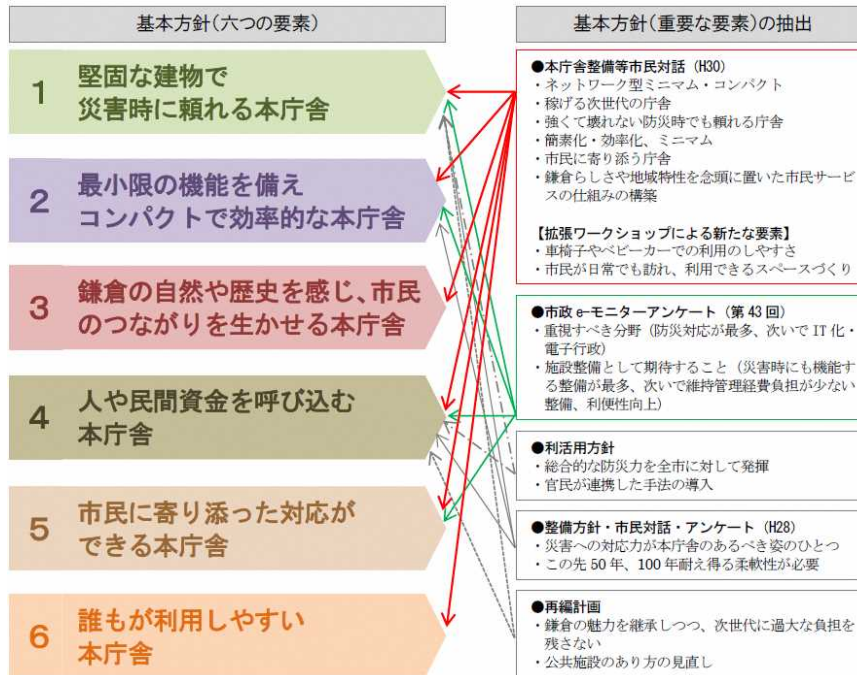 基本方針(六つの要素)
1
堅固な建物で
災害時に頼れる本庁舎
2
最小限の機能を備え
コンパクトで効率的な本庁舎
3
鎌倉の自然や歴史を感じ、市民
のつながりを生かせる本庁舎
4
人や民間資金を呼び込む
本庁舎
5
市民に寄り添った対応が
できる本庁舎
6
誰もが利用しやすい
本庁舎
基本方針(重要な要素)の抽出
●本庁舎整備等市民対話(H30)
・ネットワーク型ミニマム・コンパクト
・稼げる次世代の庁舎
・強くて壊れない防災時でも頼れる庁舎
・簡素化・効率化、ミニマム
・市民に寄り添う庁舎
・鎌倉らしさや地域特性を念頭に置いた市民サービ
スの仕組みの構築
【拡張ワークショップによる新たな要素】
・車椅子やベビーカーでの利用のしやすさ
・市民が日常でも訪れ、利用できるスペースづくり
●市政 e-モニターアンケート(第 43 回)
・重視すべき分野(防災対応が最多、次いで IT 化・
電子行政)
・施設整備として期待すること(災害時にも機能す
る整備が最多、次いで維持管理経費負担が少ない
整備、利便性向上)
●利活用方針
・総合的な防災力を全市に対して発揮
・官民が連携した手法の導入
●整備方針・市民対話・アンケート(H28)
・災害への対応力が本庁舎のあるべき姿のひとつ
・この先 50 年、100 年耐え得る柔軟性が必要
●再編計画
・鎌倉の魅力を継承しつつ、次世代に過大な負担を
残さない
・公共施設のあり方の見直し